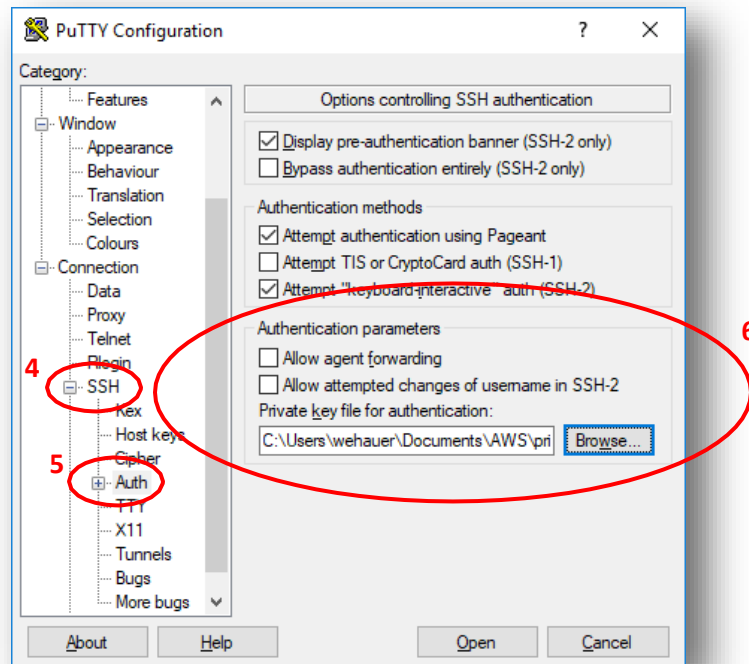 PuTTY Configuration ? ×
Category:
Features
Window
Appearance
Behaviour
Translation
Selection
Colours
Connection
Data
Proxy
Telnet
Rlogin
4
SSH
Kex
Host keys
Cipher
5
Auth
TTY
X11
Tunnels
Bugs
More bugs
Options controlling SSH authentication
Display pre-authentication banner (SSH-2 only)
Bypass authentication entirely (SSH-2 only)
Authentication methods
Attempt authentication using Pageant
Attempt TIS or CryptoCard auth (SSH-1)
Attempt "keyboard-interactive" auth (SSH-2)
6
Authentication parameters
Allow agent forwarding
Allow attempted changes of username in SSH-2
Private key file for authentication:
C:\Users\wehauer\Documents\AWS\pri Browse...
About Help Open Cancel